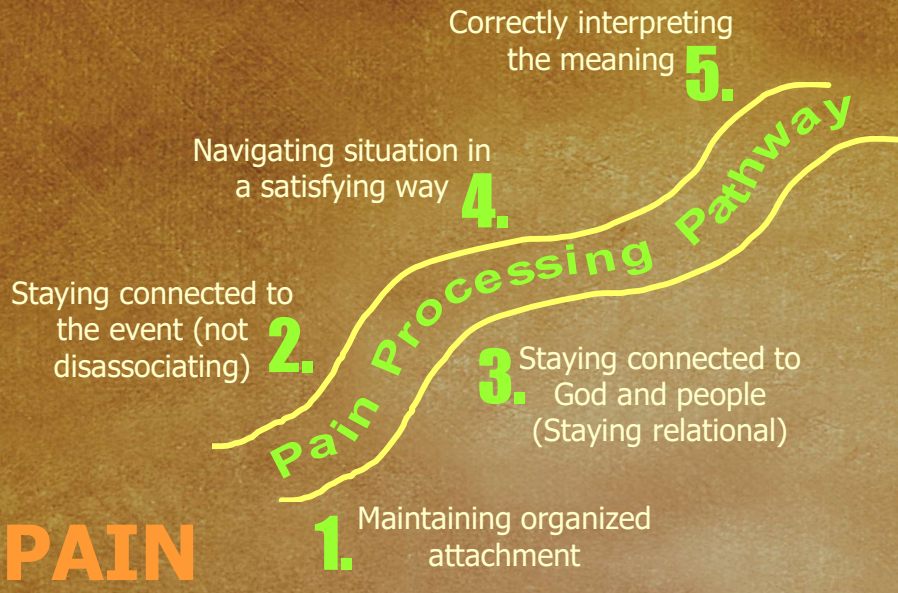 Correctly interpreting
the meaning 5.
Navigating situation in
a satisfying way 4.
Pain Processing Pathway
Staying connected to
the event (not
disassociating) 2.
3. Staying connected to
God and people
(Staying relational)
1. Maintaining organized
attachment
PAIN